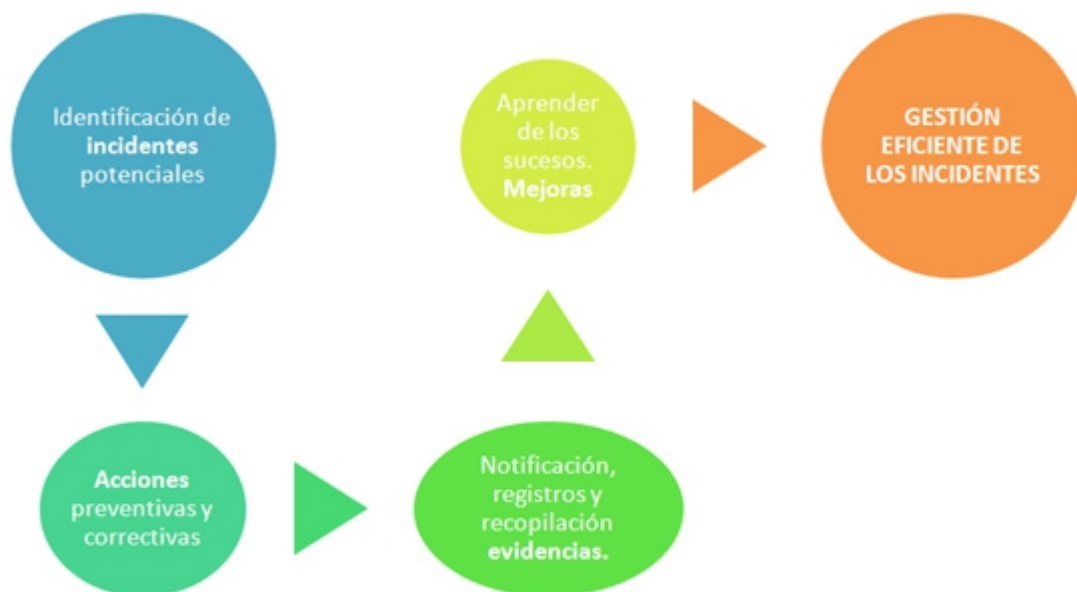 Identificación de
incidentes
potenciales
Acciones
preventivas y
correctivas
Notificación,
registros y
recopilación
evidencias.
Aprender
de los
sucesos.
Mejoras
GESTIÓN
EFICIENTE DE
LOS INCIDENTES